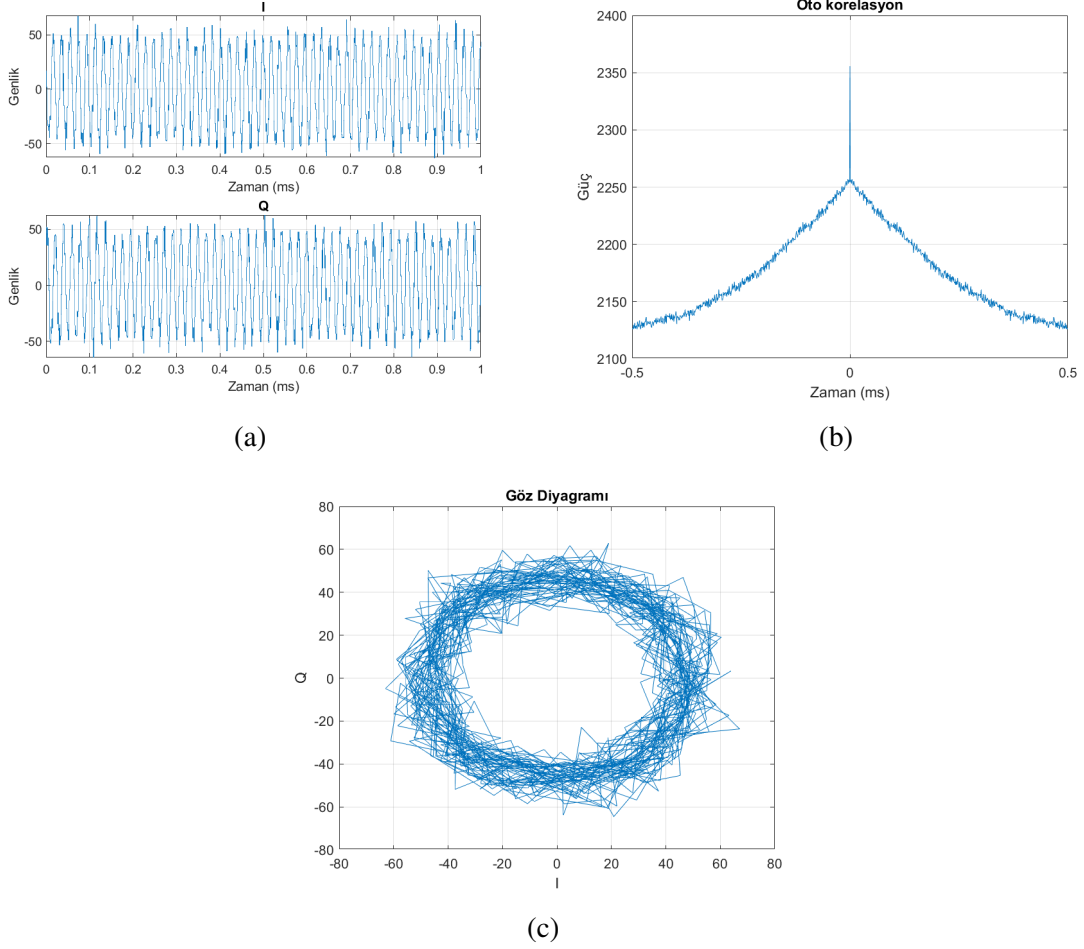 I
Genlik
50
0
-50
0 0.1 0.2 0.3 0.4 0.5 0.6 0.7 0.8 0.9 1
Zaman (ms)
Q
Genlik
50
0
-50
0 0.1 0.2 0.3 0.4 0.5 0.6 0.7 0.8 0.9 1
Zaman (ms)
(a)
Oto korelasyon
Güç
2400
2350
2300
2250
2200
2150
2100
-0.5 0 0.5
Zaman (ms)
(b)
Göz Diyagramı
Q
80
60
40
20
0
-20
-40
-60
-80
-80 -60 -40 -20 0 20 40 60 80
I
(c)